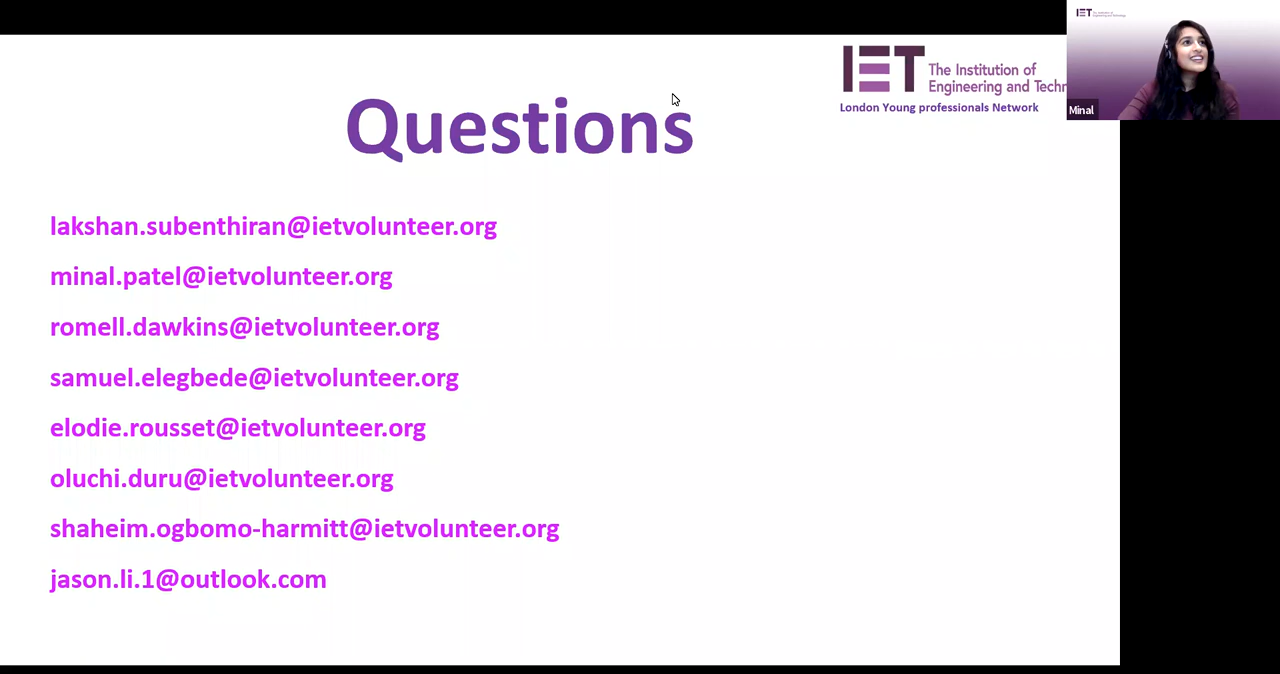 IET
The Institution of
Engineering and Techn
London Young professionals Network
IET
Minal
Questions
lakshan.subenthiran@ietvolunteer.org
minal.patel@ietvolunteer.org
romell.dawkins@ietvolunteer.org
samuel.elegbede@ietvolunteer.org
elodie.rousset@ietvolunteer.org
oluchi.duru@ietvolunteer.org
shaheim.ogbomo-harmitt@ietvolunteer.org
jason.li.1@outlook.com